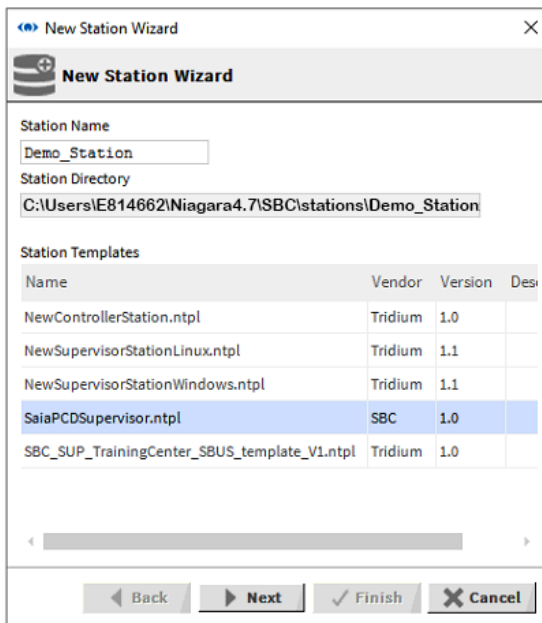 New Station Wizard
New Station Wizard
Station Name
Demo_Station
Station Directory
C:\Users\E814662\Niagara4.7\SBC\stations\Demo_Station
Station Templates
Name Vendor Version Desc
NewControllerStation.ntpl Tridium 1.0
NewSupervisorStationLinux.ntpl Tridium 1.1
NewSupervisorStationWindows.ntpl Tridium 1.1
SaiaPCDSupervisor.ntpl SBC 1.0
SBC_SUP_TrainingCenter_SBUS_template_V1.ntpl Tridium 1.0
Back Next Finish Cancel